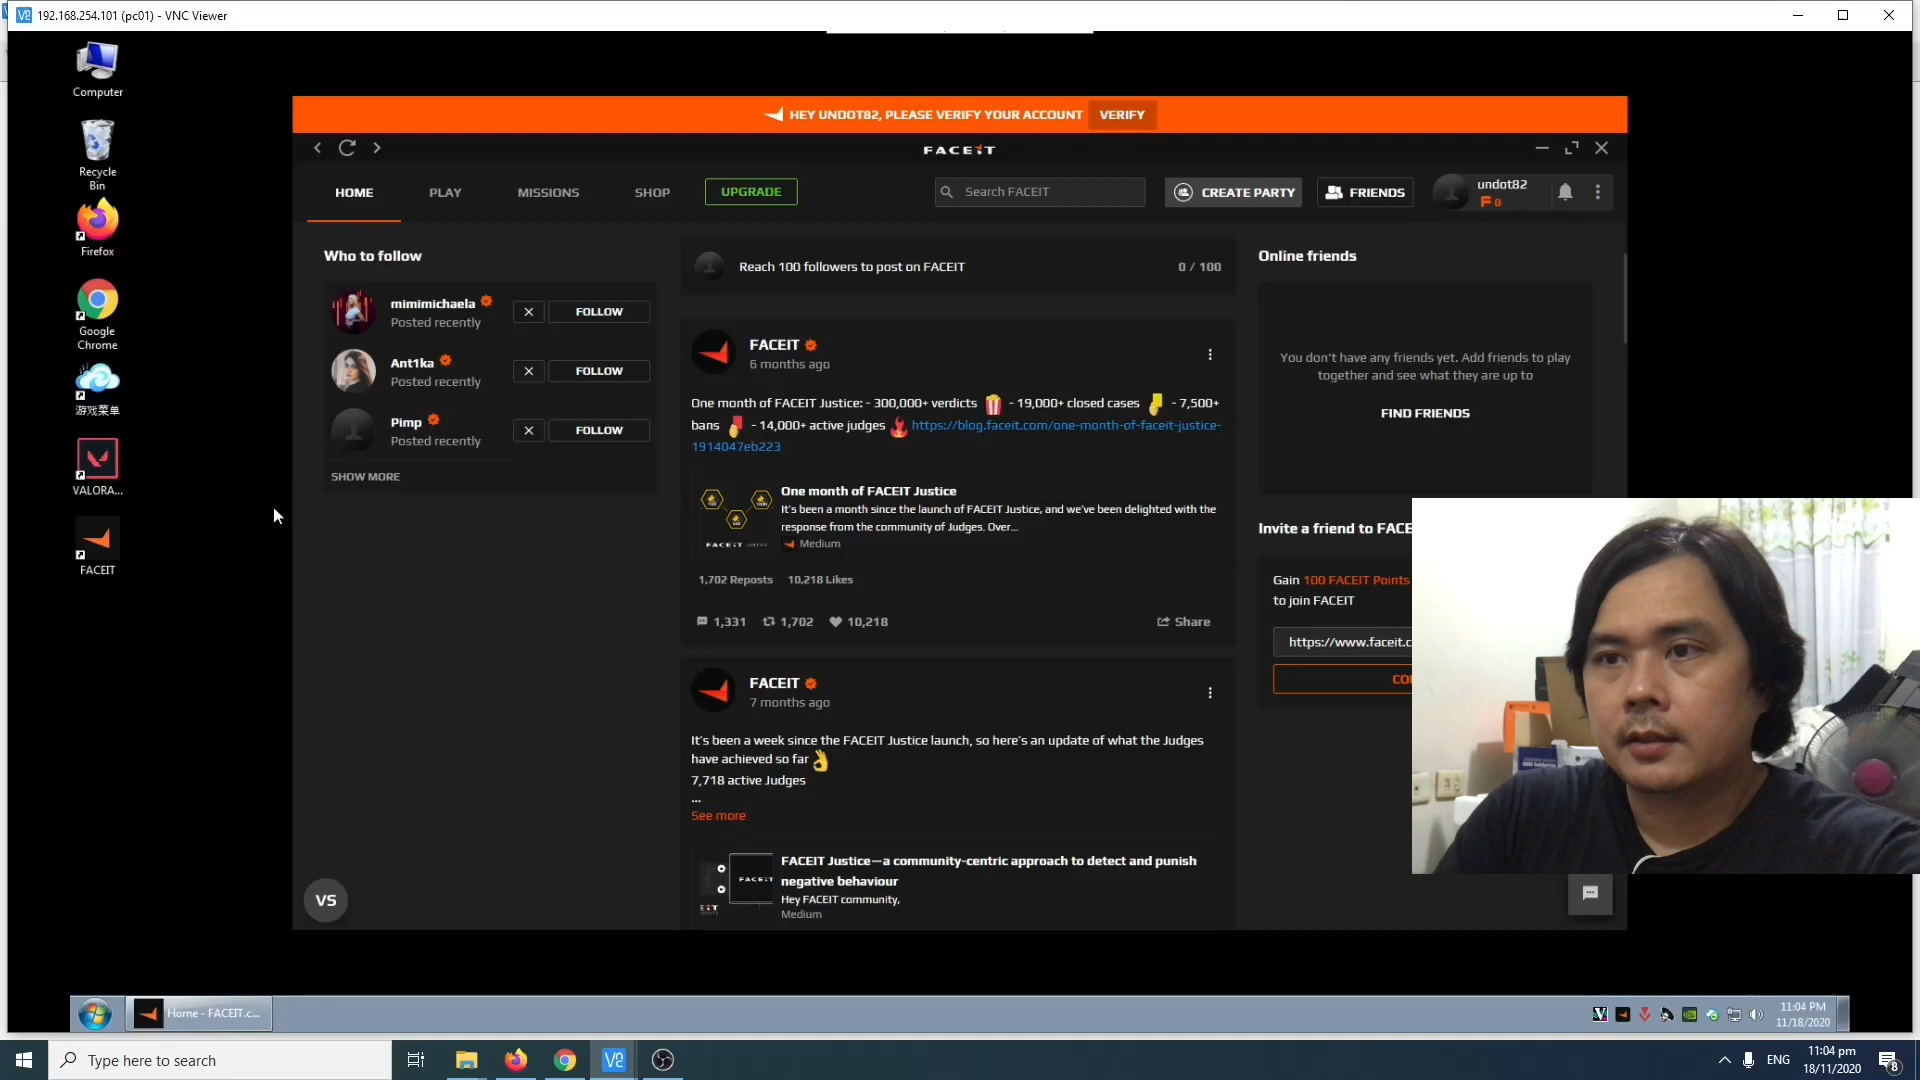 192.168.254.101 (pc01) - VNC Viewer
Computer
Recycle
Bin
Firefox
Google
Chrome
游戏菜单
VALORA...
FACEIT
HEY UNDOT82, PLEASE VERIFY YOUR ACCOUNT
VERIFY
FACEIT
HOME
PLAY
MISSIONS
SHOP
UPGRADE
Search FACEIT
CREATE PARTY
FRIENDS
undot82
0
Who to follow
mimimichaela
Posted recently
FOLLOW
Ant1ka
Posted recently
FOLLOW
Pimp
Posted recently
FOLLOW
SHOW MORE
Reach 100 followers to post on FACEIT
0 / 100
FACEIT
6 months ago
One month of FACEIT Justice: - 300,000+ verdicts - 19,000+ closed cases - 7,500+
bans - 14,000+ active judges https://blog.faceit.com/one-month-of-faceit-justice-
1914047eb223
One month of FACEIT Justice
It's been a month since the launch of FACEIT Justice, and we've been delighted with the
response from the community of Judges. Over...
Medium
1,702 Reposts 10,218 Likes
1,331 1,702 10,218
Share
FACEIT
7 months ago
It's been a week since the FACEIT Justice launch, so here's an update of what the Judges
have achieved so far
7,718 active Judges
...
See more
FACEIT
FACEIT Justice—a community-centric approach to detect and punish
negative behaviour
Hey FACEIT community,
Medium
Online friends
You don't have any friends yet. Add friends to play
together and see what they are up to
FIND FRIENDS
Invite a friend to FACE
Gain 100 FACEIT Points
to join FACEIT
https://www.faceit.c
VS
Home - FACEIT.c...
11:04 PM
11/18/2020
Type here to search
ENG
11:04 pm
18/11/2020
8